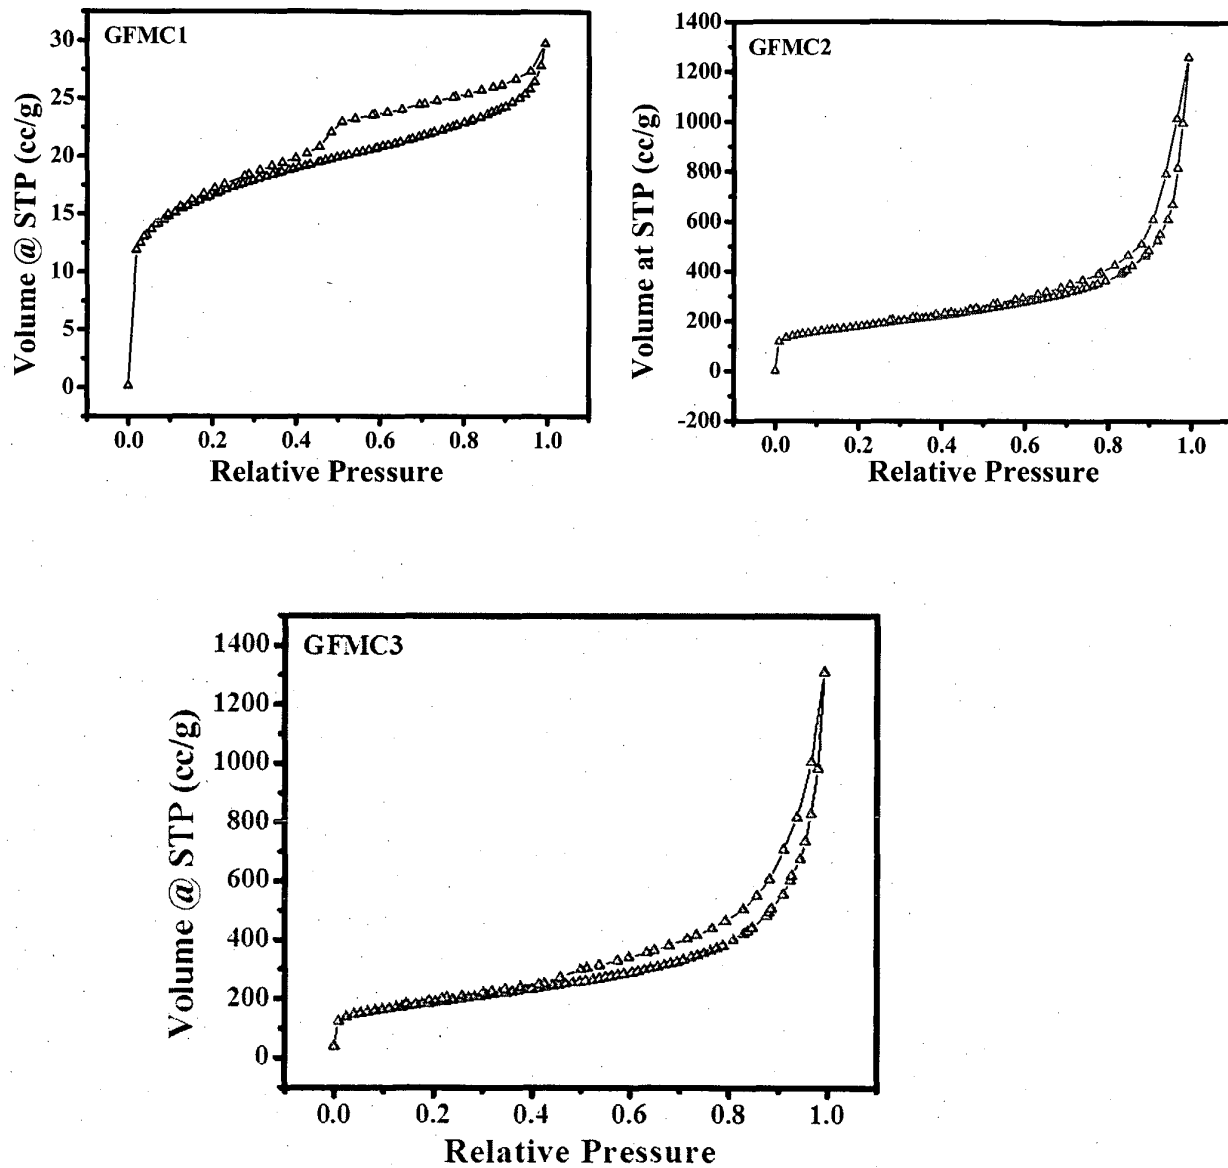 GFMC1
30
25
20
15
10
5
0
Volume @ STP (cc/g)
0.0 0.2 0.4 0.6 0.8 1.0
Relative Pressure
GFMC2
1400
1200
1000
800
600
400
200
0
-200
Volume at STP (cc/g)
0.0 0.2 0.4 0.6 0.8 1.0
Relative Pressure
GFMC3
1400
1200
1000
800
600
400
200
0
Volume @ STP (cc/g)
0.0 0.2 0.4 0.6 0.8 1.0
Relative Pressure